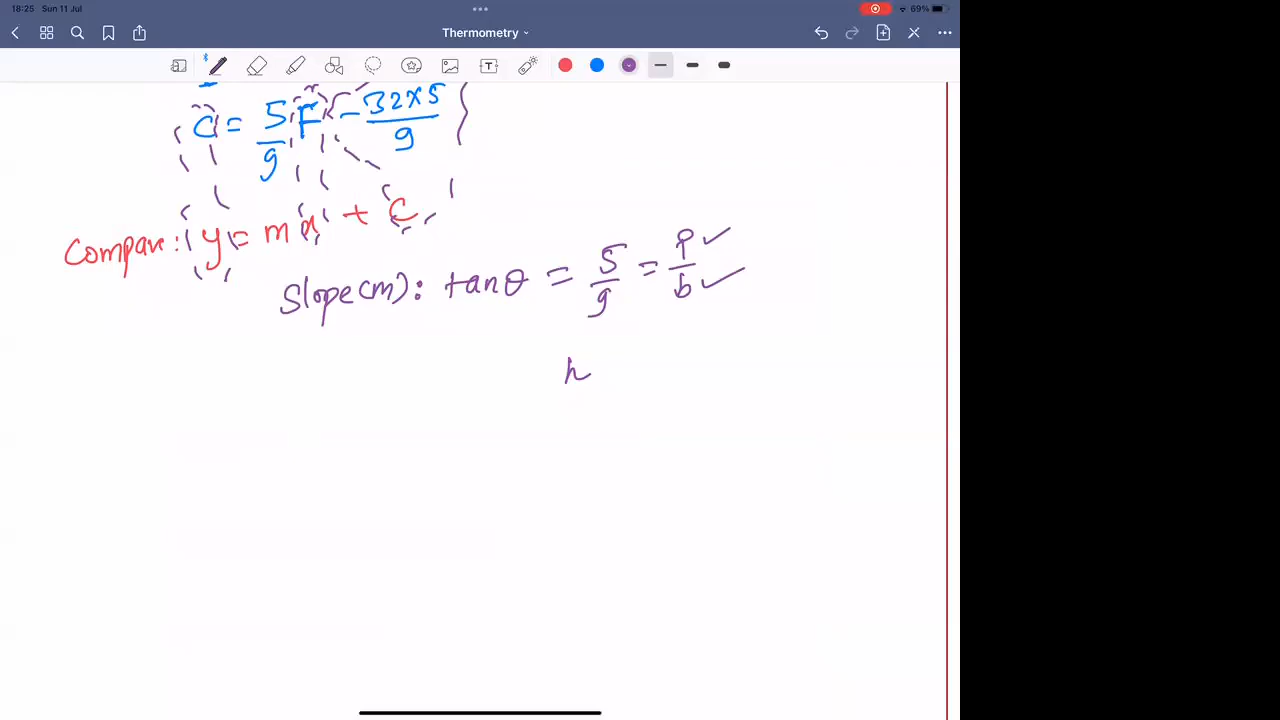 18:25 Sun 11 Jul
69%
Thermometry
T
C = 5/9 F - 32×5/9
Compare: y = mx + C
Slope(m): tanθ = 5/9 = P/b
h